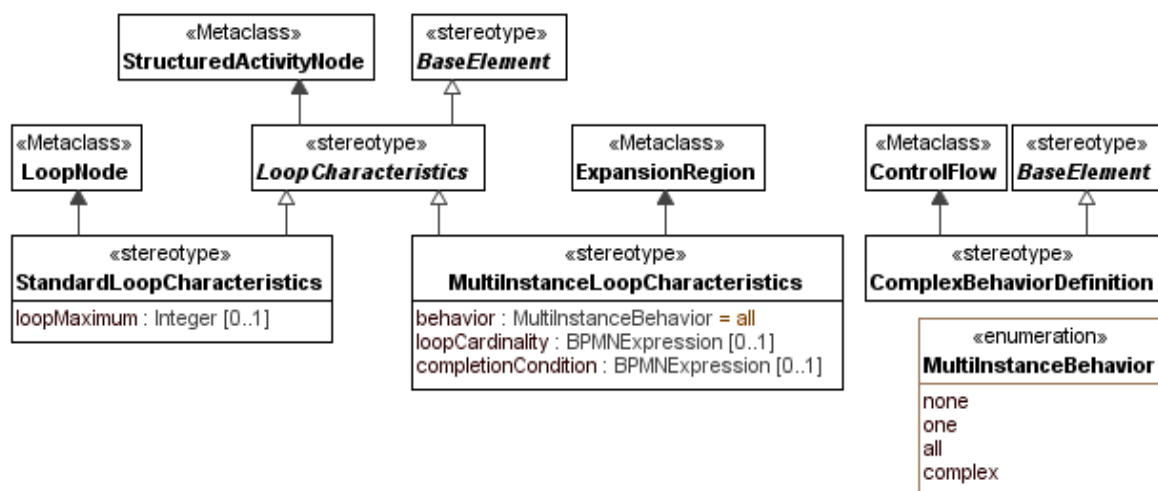 «Metaclass»
StructuredActivityNode
«stereotype»
BaseElement
«Metaclass»
LoopNode
«stereotype»
LoopCharacteristics
«Metaclass»
ExpansionRegion
«Metaclass»
ControlFlow
«stereotype»
BaseElement
«stereotype»
StandardLoopCharacteristics
loopMaximum : Integer [0..1]
«stereotype»
MultiInstanceLoopCharacteristics
behavior : MultiInstanceBehavior = all
loopCardinality : BPMNExpression [0..1]
completionCondition : BPMNExpression [0..1]
«stereotype»
ComplexBehaviorDefinition
«enumeration»
MultiInstanceBehavior
none
one
all
complex